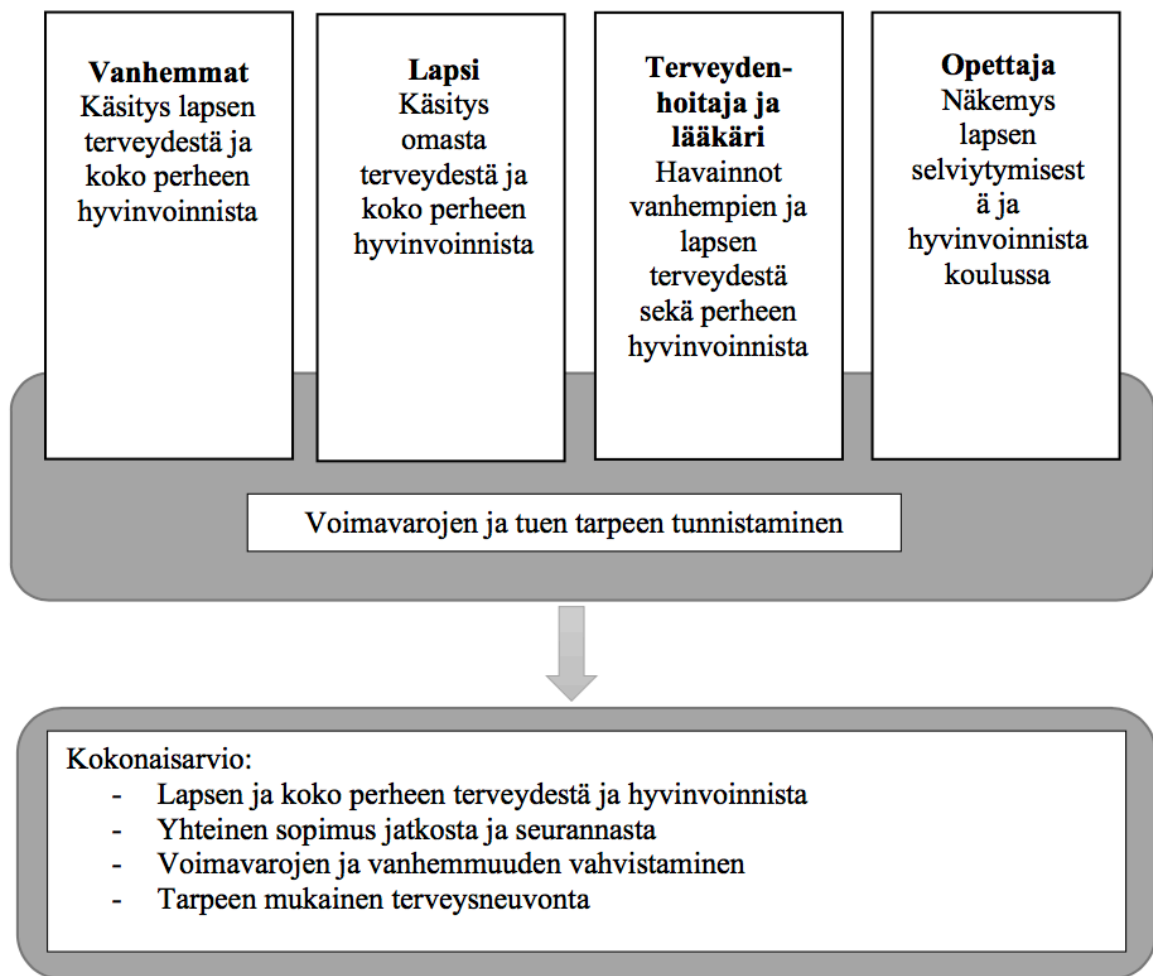 Vanhemmat
Käsitys lapsen
terveydestä ja
koko perheen
hyvinvoinnista
Lapsi
Käsitys
omasta
terveydestä ja
koko perheen
hyvinvoinnista
Terveyden-
hoitaja ja
lääkäri
Havainnot
vanhempien ja
lapsen
terveydestä
sekä perheen
hyvinvoinnista
Opettaja
Näkemys
lapsen
selviytymisest
ä ja
hyvinvoinnista
koulussa
Voimavarojen ja tuen tarpeen tunnistaminen
Kokonaisarvio:
- Lapsen ja koko perheen terveydestä ja hyvinvoinnista
- Yhteinen sopimus jatkosta ja seurannasta
- Voimavarojen ja vanhemmuuden vahvistaminen
- Tarpeen mukainen terveysneuvonta